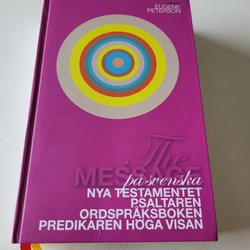 EUGENE
PETERSON
The
MESSAGE
på svenska
NYA TESTAMENTET
PSALTAREN
ORDSPRÅKSBOKEN
PREDIKAREN HÖGA VISAN